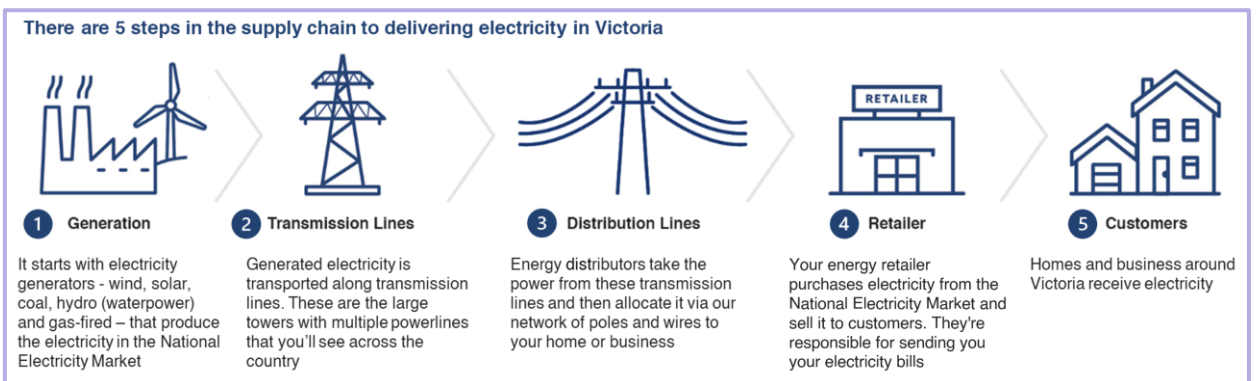 There are 5 steps in the supply chain to delivering electricity in Victoria
RETAILER
1 Generation
It starts with electricity
generators - wind, solar,
coal, hydro (waterpower)
and gas-fired – that produce
the electricity in the National
Electricity Market
2 Transmission Lines
Generated electricity is
transported along transmission
lines. These are the large
towers with multiple powerlines
that you'll see across the
country
3 Distribution Lines
Energy distributors take the
power from these transmission
lines and then allocate it via our
network of poles and wires to
your home or business
4 Retailer
Your energy retailer
purchases electricity from the
National Electricity Market and
sell it to customers. They're
responsible for sending you
your electricity bills
5 Customers
Homes and business around
Victoria receive electricity